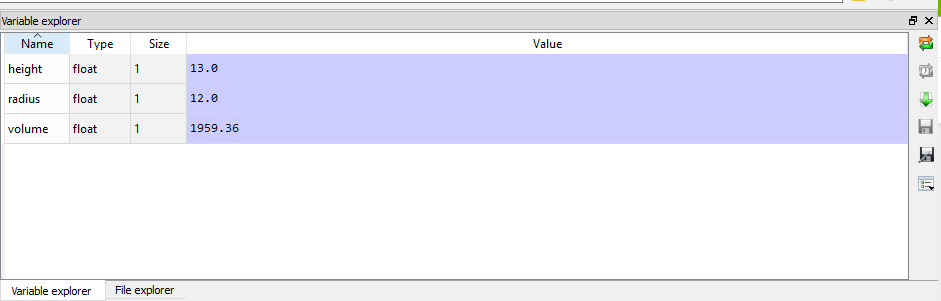 Variable explorer
Name Type Size Value
height float 1 13.0
radius float 1 12.0
volume float 1 1959.36
Variable explorer File explorer